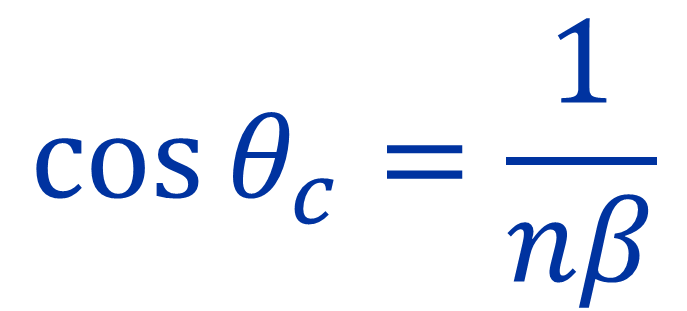 cos θ_c = 1/(nβ)